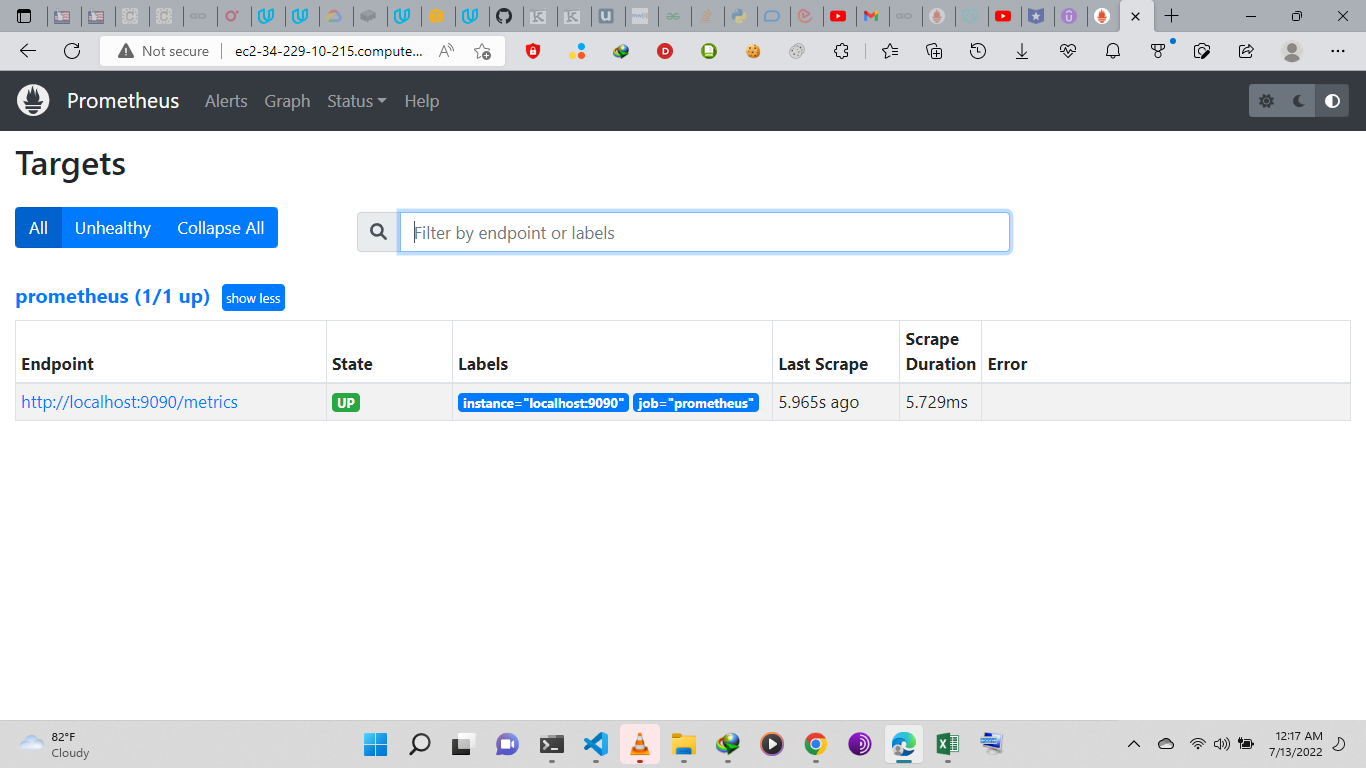 Not secure
ec2-34-229-10-215.compute...
Prometheus Alerts Graph Status Help
Targets
All Unhealthy Collapse All
Filter by endpoint or labels
prometheus (1/1 up) show less
Endpoint State Labels Last Scrape Scrape Duration Error
http://localhost:9090/metrics UP instance="localhost:9090" job="prometheus" 5.965s ago 5.729ms
82°F
Cloudy
12:17 AM
7/13/2022